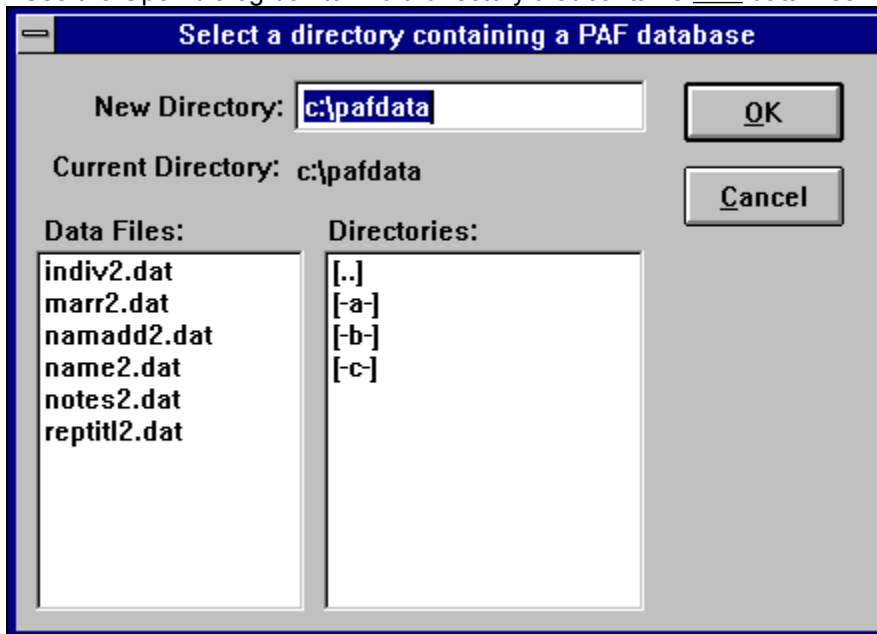 Select a directory containing a PAF database
New Directory: c:\pafdata
OK
Current Directory: c:\pafdata
Cancel
Data Files:
indiv2.dat
marr2.dat
namadd2.dat
name2.dat
notes2.dat
reptitl2.dat
Directories:
[..]
[-a-]
[-b-]
[-c-]